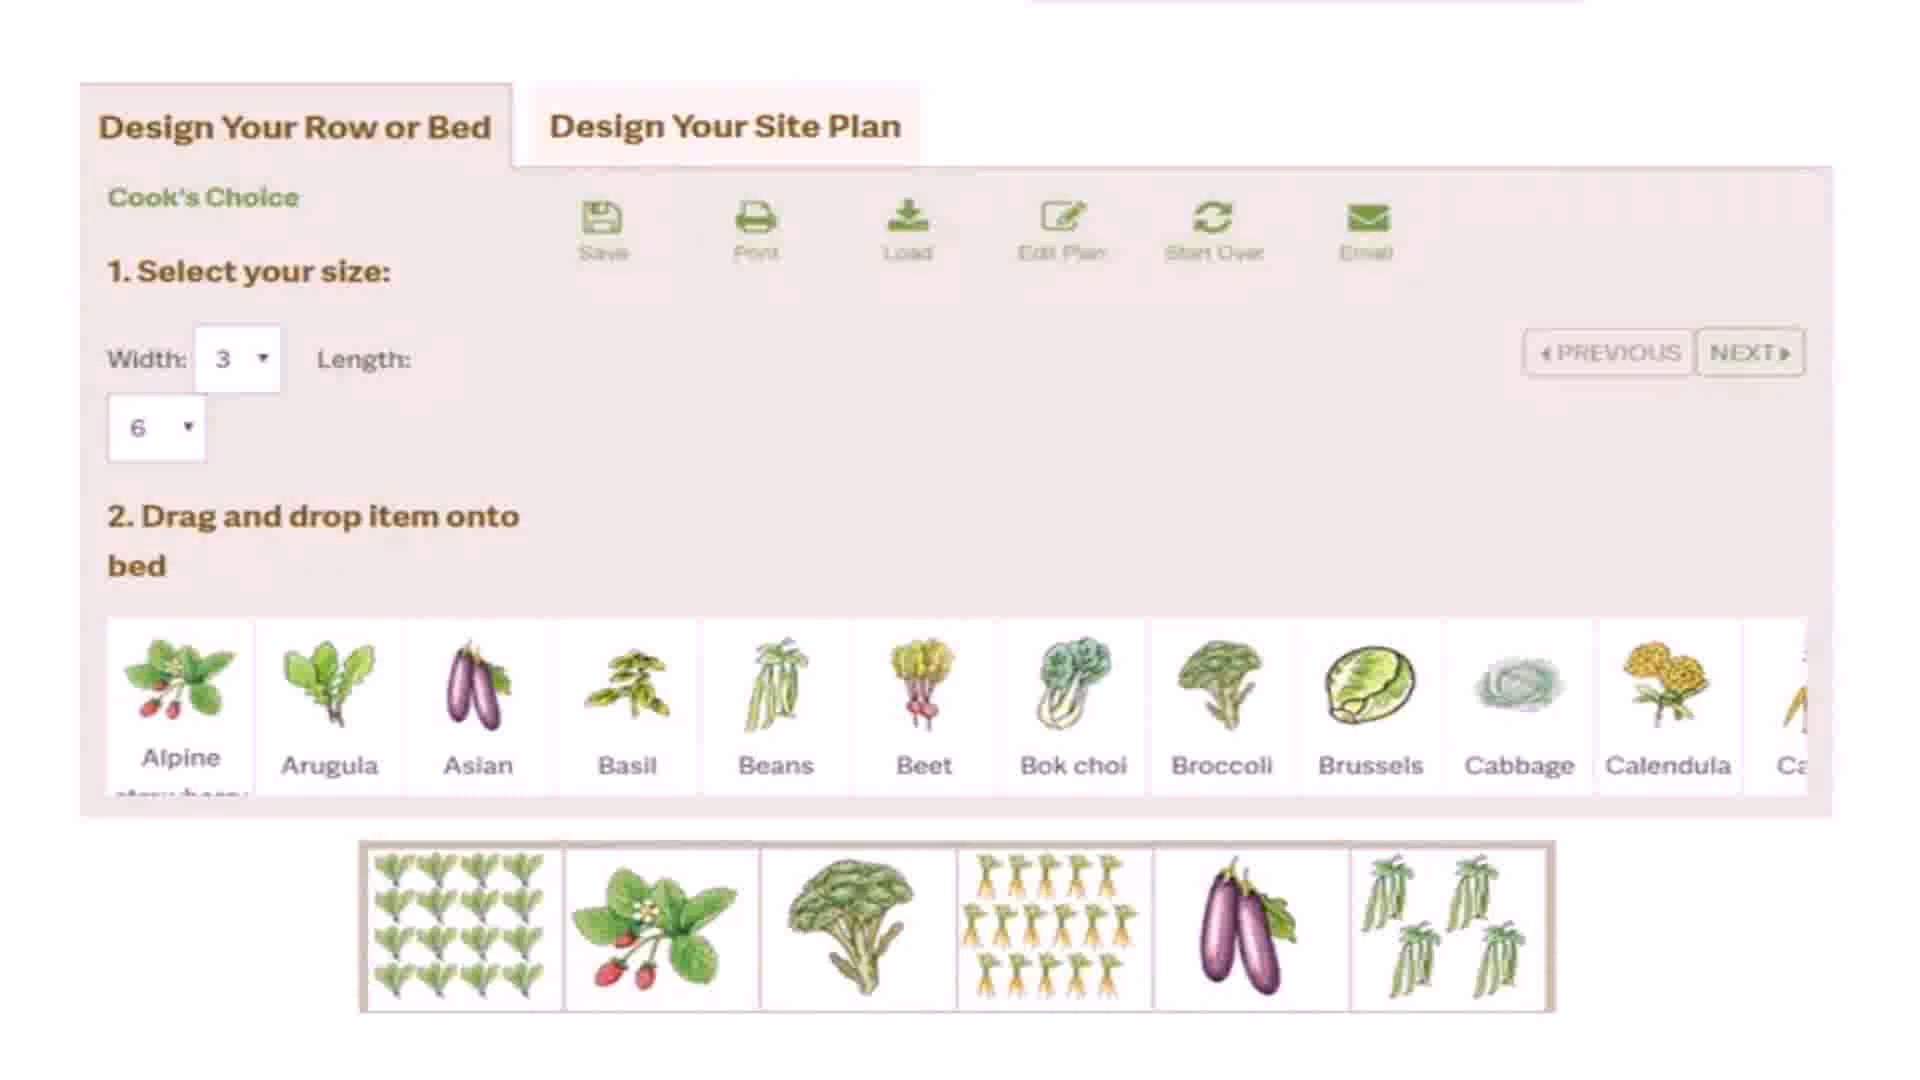 Design Your Row or Bed
Design Your Site Plan
Cook's Choice
Save
Print
Load
Edit Plan
Start Over
Email
1. Select your size:
Width: 3 Length:
PREVIOUS
NEXT
6
2. Drag and drop item onto
bed
Alpine
Arugula
Asian
Basil
Beans
Beet
Bok choi
Broccoli
Brussels
Cabbage
Calendula